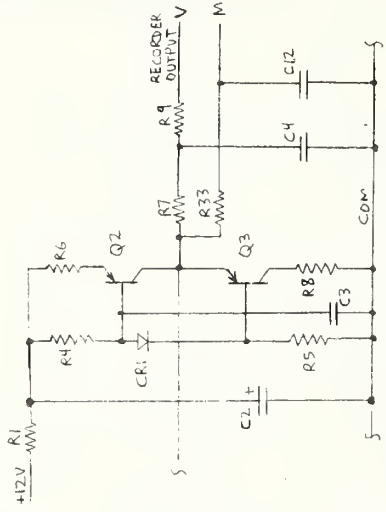 +12V
R1
R4
R6
Q2
CR1
R7
R9
RECORDER
OUTPUT
V
M
R33
Q3
C2
+
R5
C3
R8
C4
C12
COM